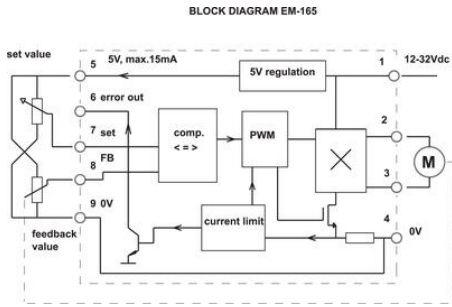 BLOCK DIAGRAM EM-165
set value
5
5V, max.15mA
5V regulation
1
12-32Vdc
6 error out
7 set
comp.
< = >
PWM
2
M
8
FB
3
9 0V
current limit
4
0V
feedback
value